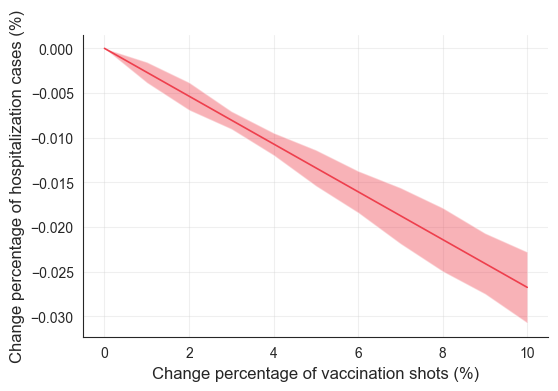 Change percentage of hospitalization cases (%)
0.000
−0.005
−0.010
−0.015
−0.020
−0.025
−0.030
0 2 4 6 8 10
Change percentage of vaccination shots (%)